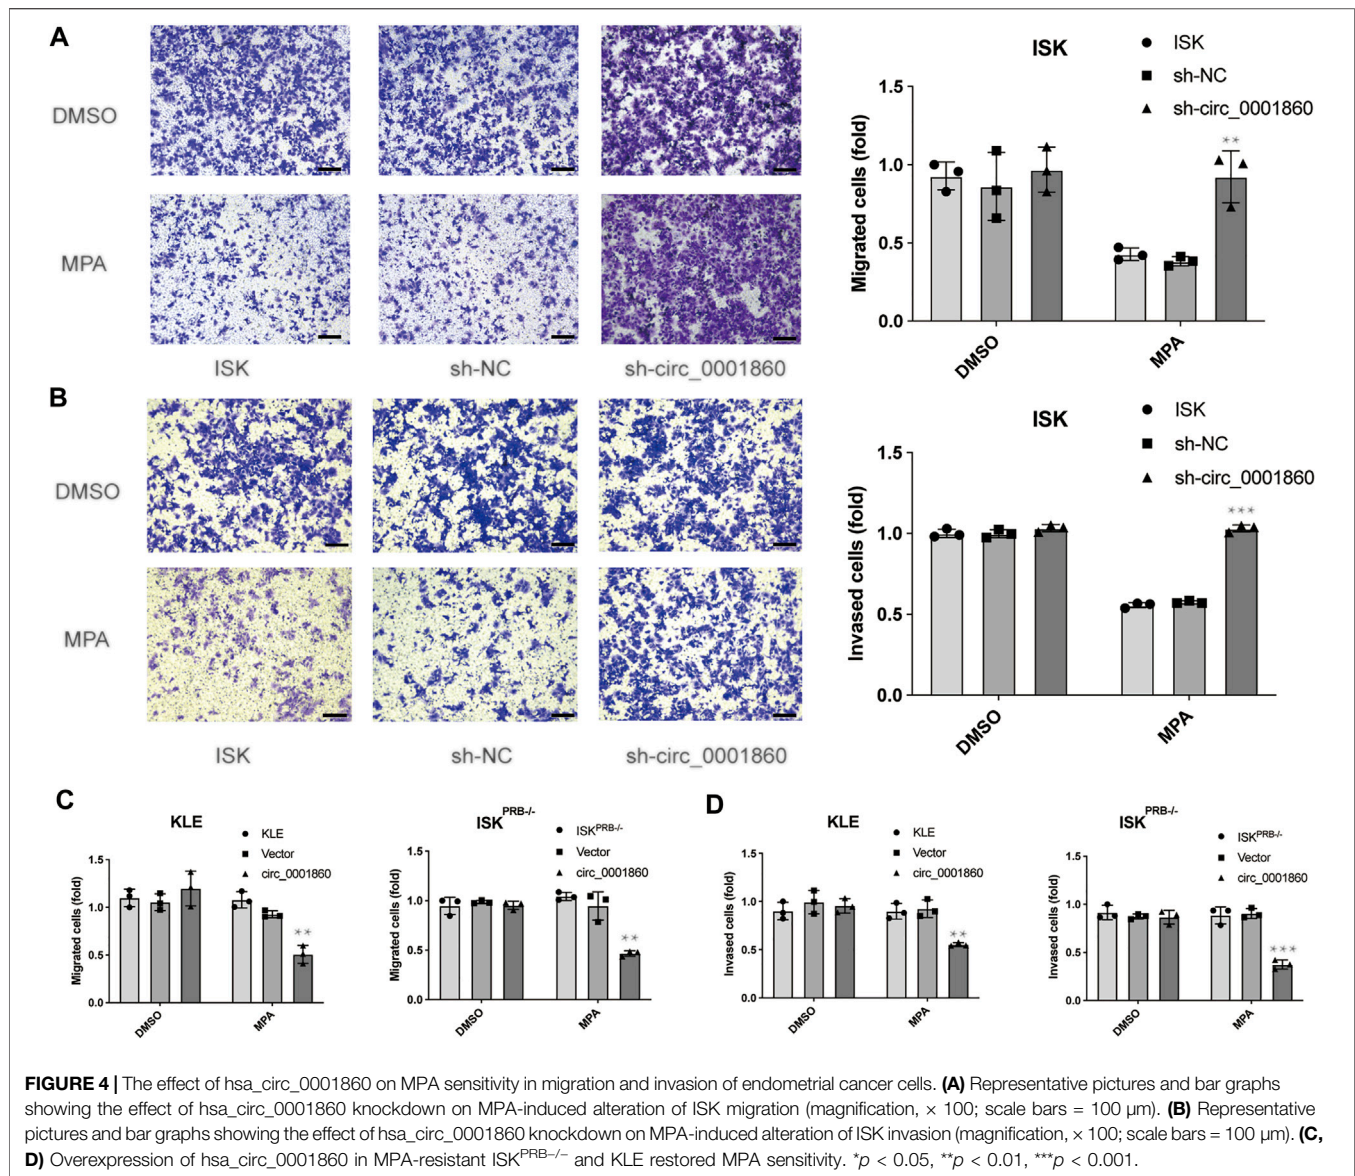 A
DMSO
MPA
ISK sh-NC sh-circ_0001860
ISK
ISK
sh-NC
sh-circ_0001860
Migrated cells (fold)
1.5
1.0
0.5
0.0
**
DMSO MPA
B
DMSO
MPA
ISK sh-NC sh-circ_0001860
ISK
ISK
sh-NC
sh-circ_0001860
Invased cells (fold)
1.5
1.0
0.5
0.0
***
DMSO MPA
C
KLE
KLE
Vector
circ_0001860
Migrated cells (fold)
1.5
1.0
0.5
0.0
**
DMSO MPA
ISK^PRB-/-
ISK^PRB-/-
Vector
circ_0001860
Migrated cells (fold)
1.5
1.0
0.5
0.0
**
DMSO MPA
D
KLE
KLE
Vector
circ_0001860
Invased cells (fold)
1.5
1.0
0.5
0.0
**
DMSO MPA
ISK^PRB-/-
ISK^PRB-/-
Vector
circ_0001860
Invased cells (fold)
1.5
1.0
0.5
0.0
***
DMSO MPA
FIGURE 4 | The effect of hsa_circ_0001860 on MPA sensitivity in migration and invasion of endometrial cancer cells. (A) Representative pictures and bar graphs
showing the effect of hsa_circ_0001860 knockdown on MPA-induced alteration of ISK migration (magnification, × 100; scale bars = 100 µm). (B) Representative
pictures and bar graphs showing the effect of hsa_circ_0001860 knockdown on MPA-induced alteration of ISK invasion (magnification, × 100; scale bars = 100 µm). (C,
D) Overexpression of hsa_circ_0001860 in MPA-resistant ISK^PRB−/− and KLE restored MPA sensitivity. *p < 0.05, **p < 0.01, ***p < 0.001.